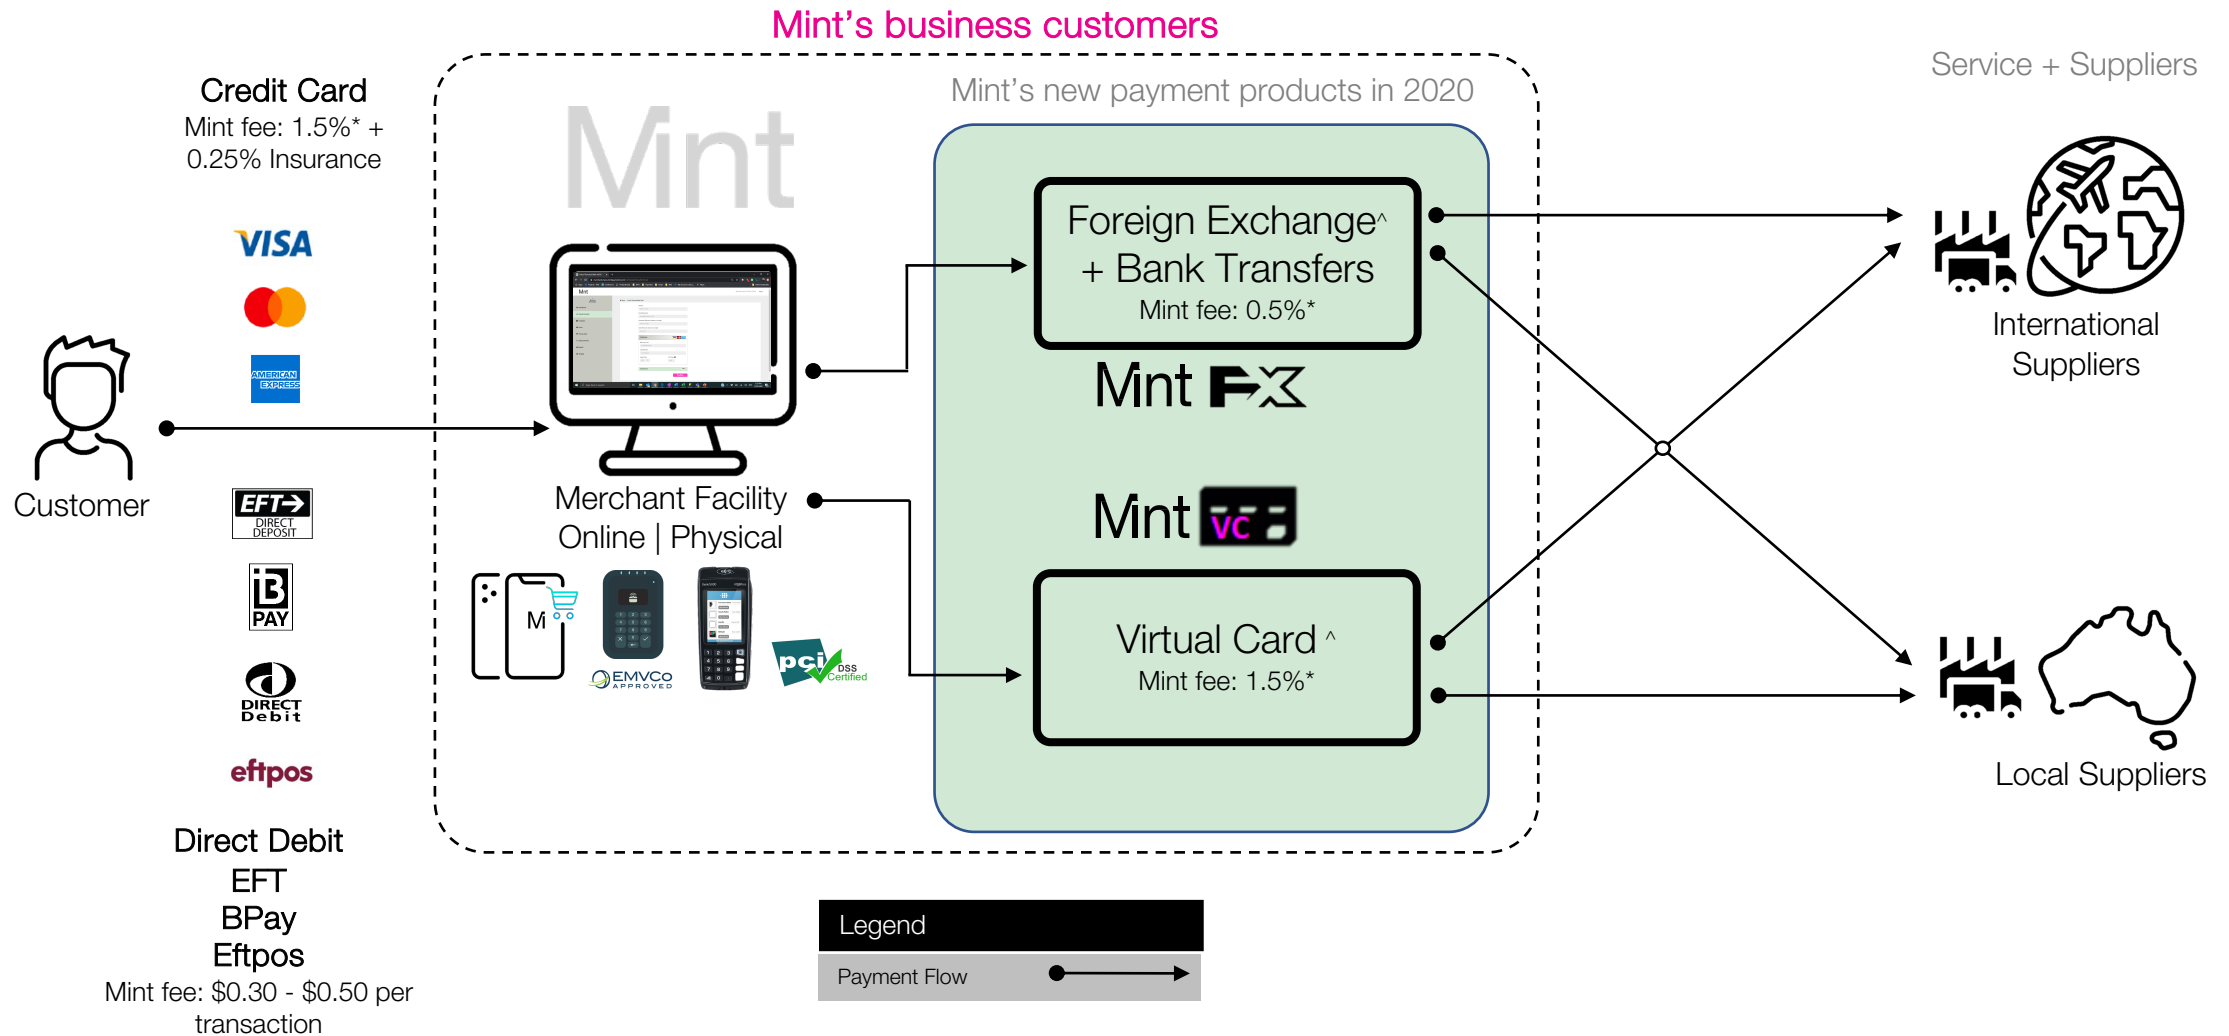 Mint's business customers
Credit Card
Mint fee: 1.5%* +
0.25% Insurance
VISA
AMERICAN
EXPRESS
Customer
EFT
DIRECT
DEPOSIT
B
PAY
DIRECT
Debit
eftpos
Direct Debit
EFT
BPay
Eftpos
Mint fee: $0.30 - $0.50 per
transaction
Mint
Merchant Facility
Online | Physical
M
EMVCo
APPROVED
pci
DSS
Certified
Mint's new payment products in 2020
Foreign Exchange^
+ Bank Transfers
Mint fee: 0.5%*
Mint FX
Mint VC
Virtual Card ^
Mint fee: 1.5%*
Service + Suppliers
International
Suppliers
Local Suppliers
Legend
Payment Flow